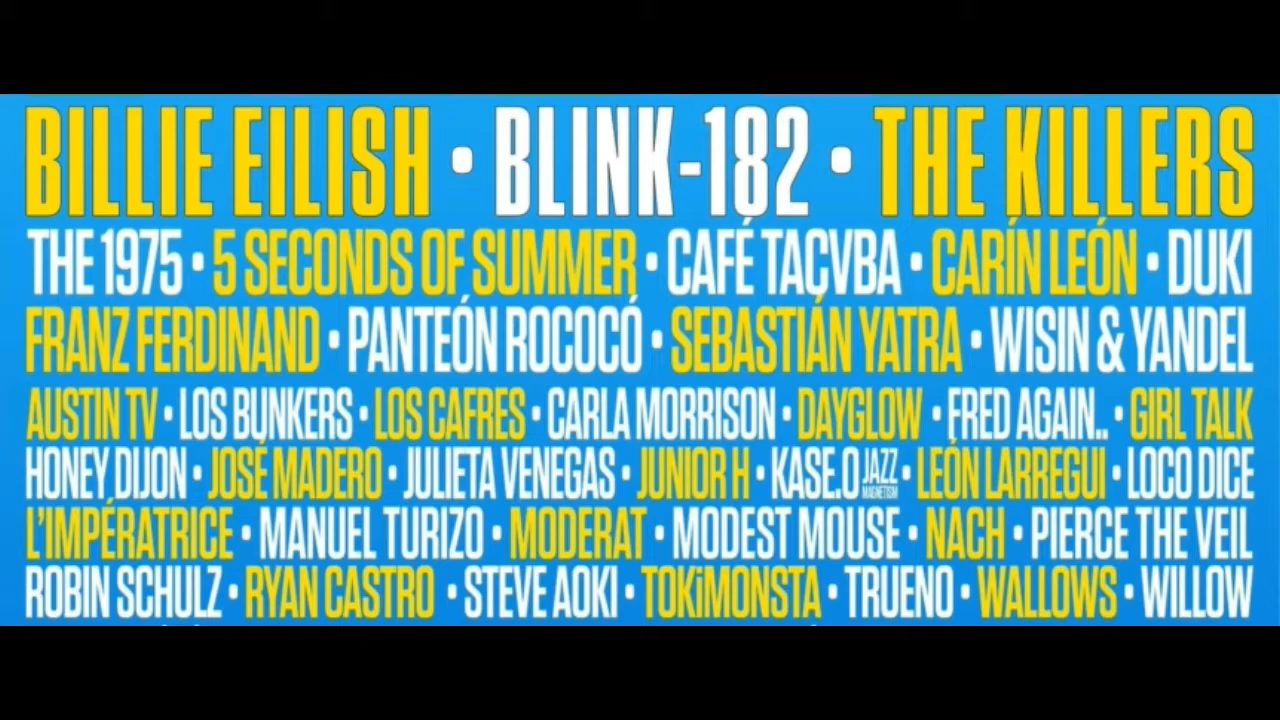 BILLIE EILISH • BLINK-182 • THE KILLERS
THE 1975 • 5 SECONDS OF SUMMER • CAFÉ TAÇVBA • CARÍN LEÓN • DUKI
FRANZ FERDINAND • PANTEÓN ROCOCÓ • SEBASTIÁN YATRA • WISIN & YANDEL
AUSTIN TV • LOS BUNKERS • LOS CAFRES • CARLA MORRISON • DAYGLOW • FRED AGAIN.. • GIRL TALK
HONEY DIJON • JOSÉ MADERO • JULIETA VENEGAS • JUNIOR H • KASE.O JAZZ MAGNETISM • LEÓN LARREGUI • LOCO DICE
L'IMPÉRATRICE • MANUEL TURIZO • MODERAT • MODEST MOUSE • NACH • PIERCE THE VEIL
ROBIN SCHULZ • RYAN CASTRO • STEVE AOKI • TOKiMONSTA • TRUENO • WALLOWS • WILLOW